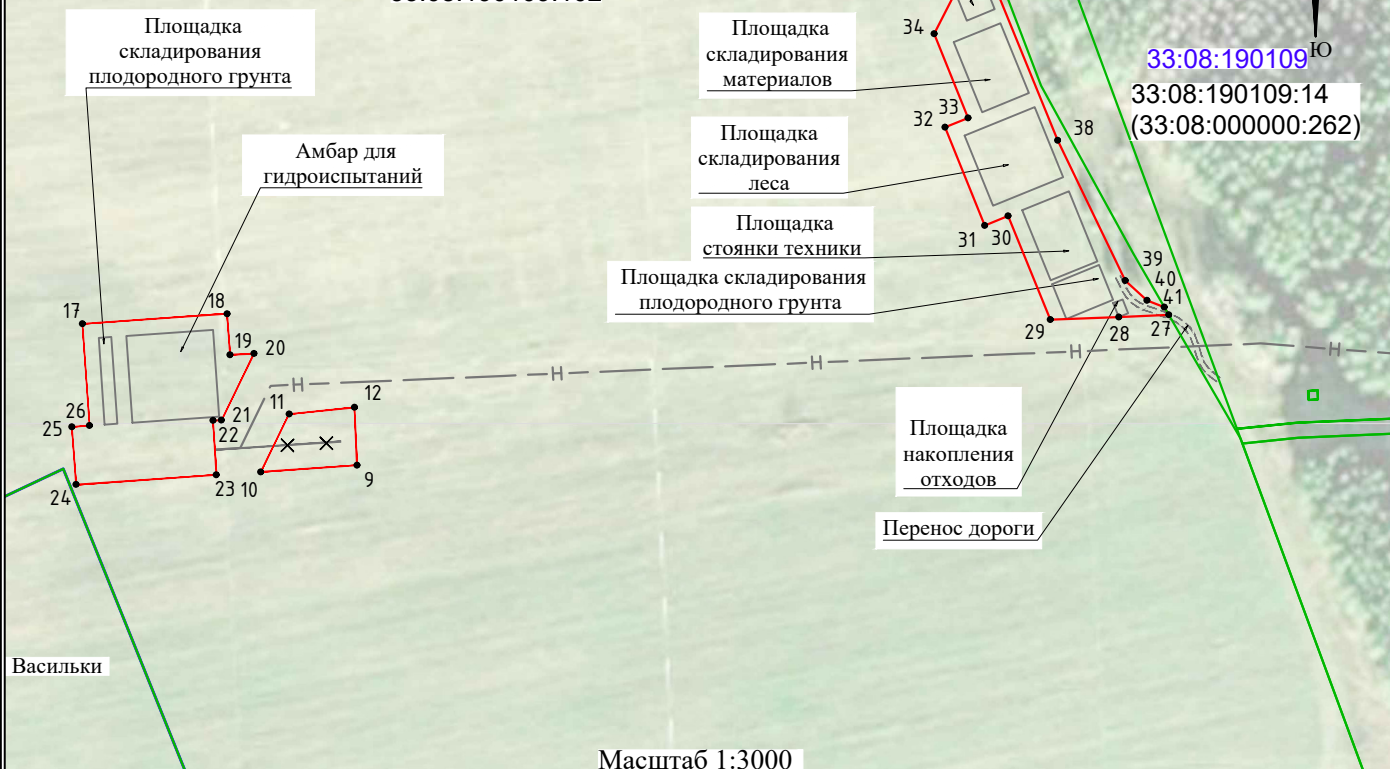 Площадка
складирования
плодородного грунта
Амбар для
гидроиспытаний
Площадка
складирования
материалов
Площадка
складирования
леса
Площадка
стоянки техники
Площадка складирования
плодородного грунта
Площадка
накопления
отходов
Перенос дороги
Ю
33:08:190109
33:08:190109:14
(33:08:000000:262)
34
33
32
38
31
30
39
40
41
29
28
27
17
18
19
20
26
25
21
22
24
23
11
12
10
9
Н
Н
Н
Н
Васильки
Масштаб 1:3000